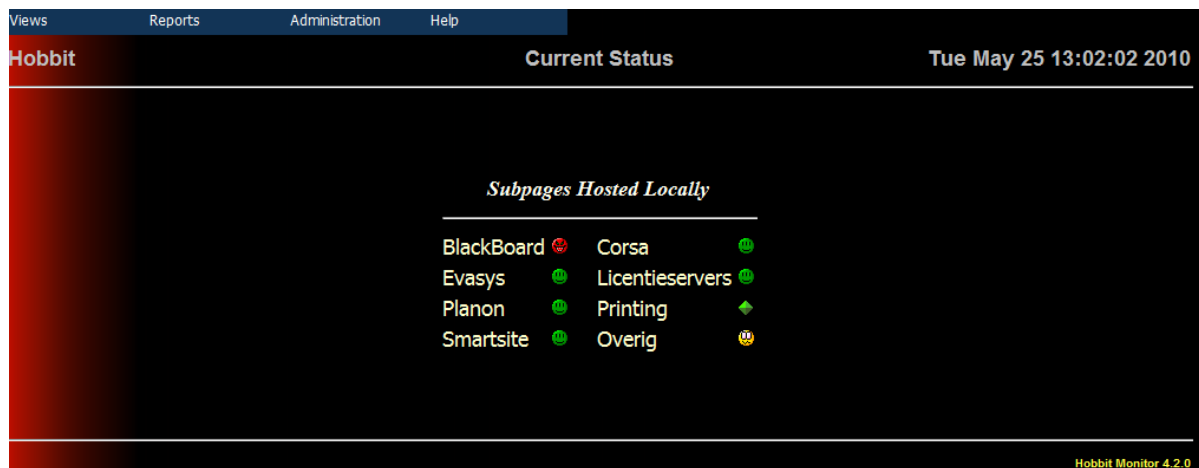 Views Reports Administration Help
Hobbit Current Status Tue May 25 13:02:02 2010
Subpages Hosted Locally
BlackBoard Corsa
Evasys Licentieservers
Planon Printing
Smartsite Overig
Hobbit Monitor 4.2.0